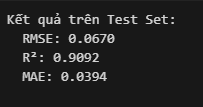 Kết quả trên Test Set:
RMSE: 0.0670
R²: 0.9092
MAE: 0.0394